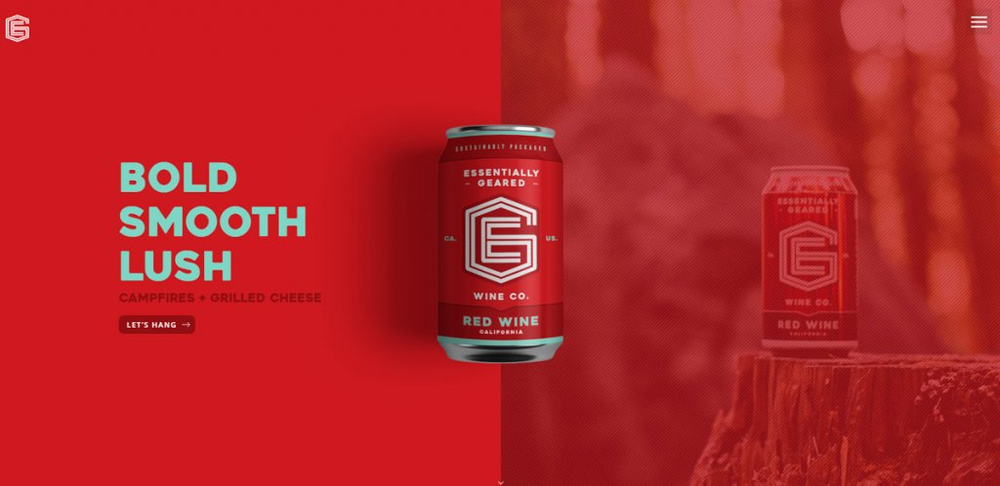 BOLD
SMOOTH
LUSH
CAMPFIRES + GRILLED CHEESE
LET'S HANG →
SUSTAINABLY PACKAGED
ESSENTIALLY
– GEARED –
CA.
US.
WINE CO.
RED WINE
CALIFORNIA
ESSENTIALLY
– GEARED –
WINE CO.
RED WINE
CALIFORNIA